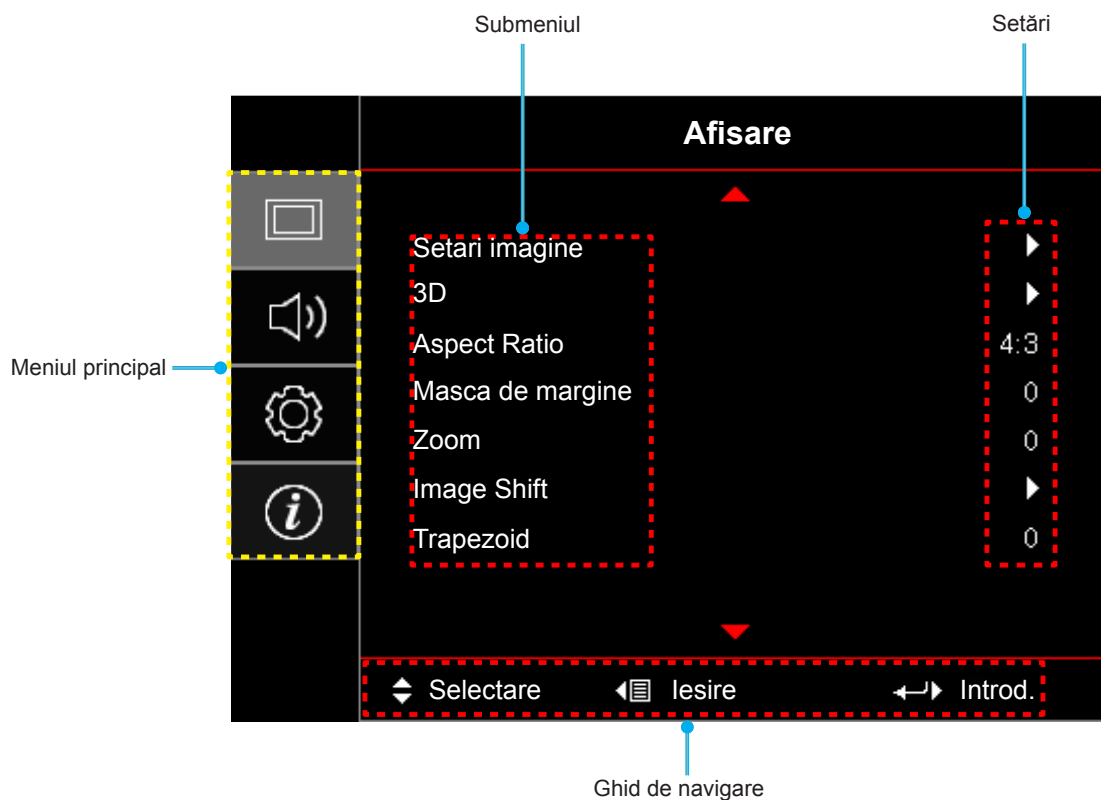 Submeniul
Setări
Afisare
Setari imagine
3D
Aspect Ratio 4:3
Masca de margine 0
Zoom 0
Image Shift
Trapezoid 0
Meniul principal
Selectare Iesire Introd.
Ghid de navigare